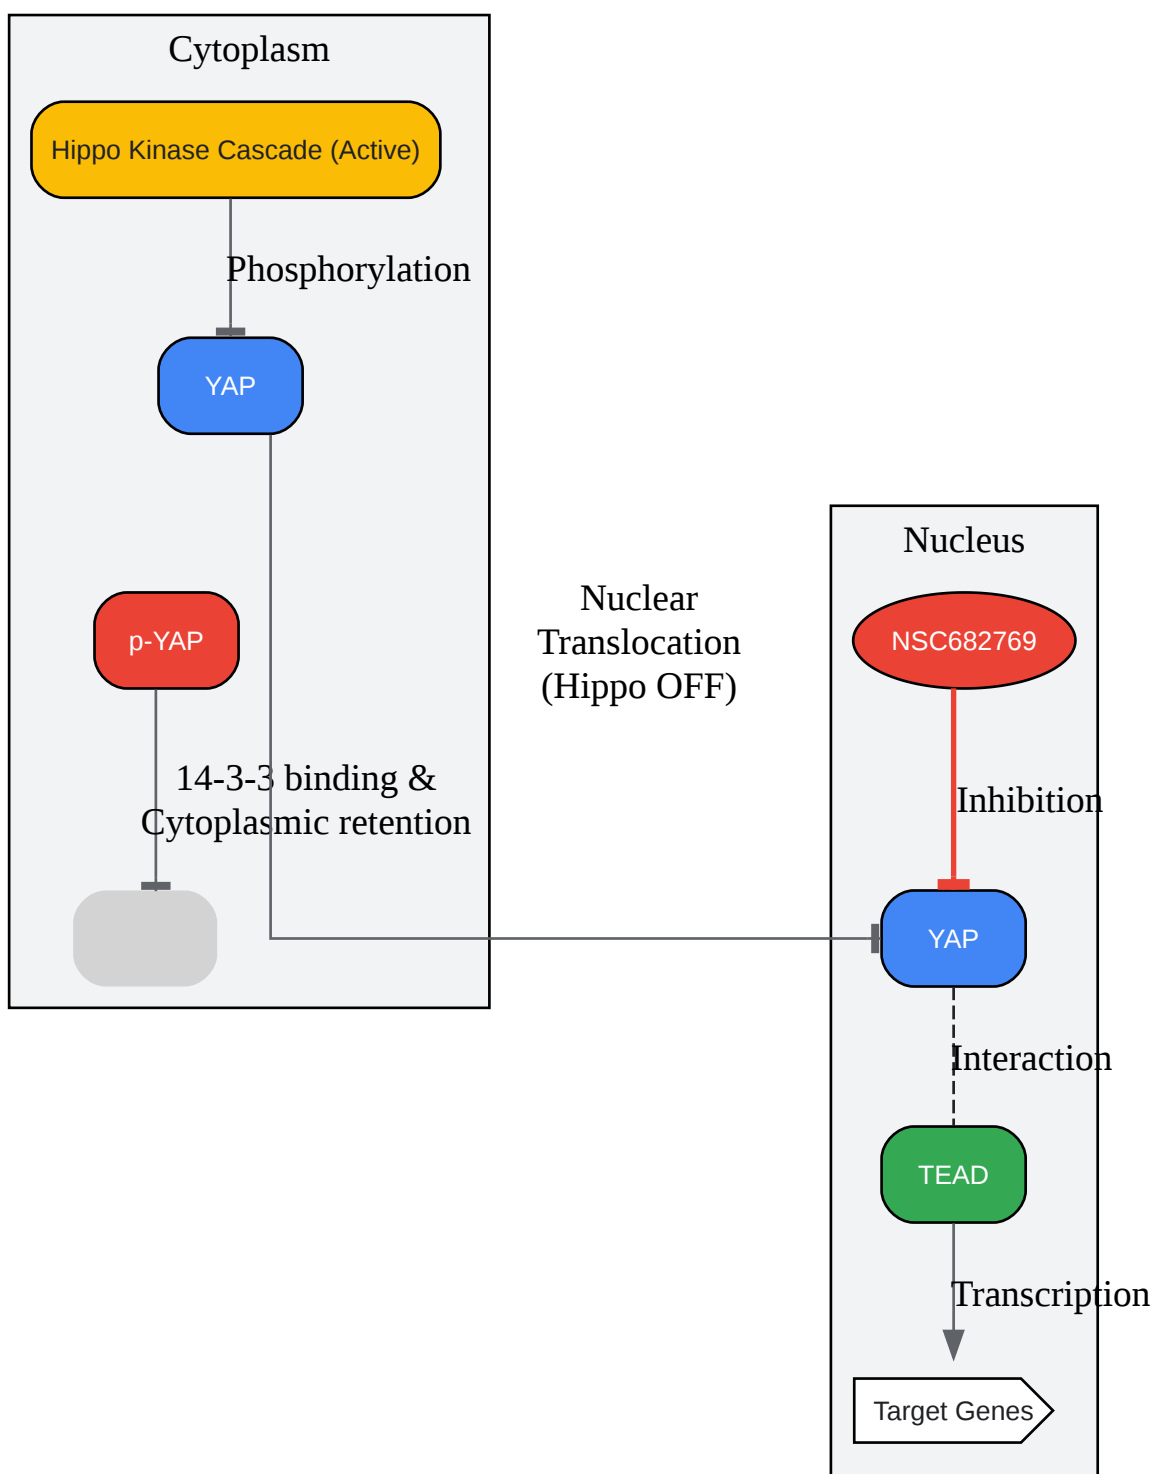 Cytoplasm
Hippo Kinase Cascade (Active)
Phosphorylation
YAP
p-YAP
14-3-3 binding &
Cytoplasmic retention
Nuclear
Translocation
(Hippo OFF)
Nucleus
NSC682769
Inhibition
YAP
Interaction
TEAD
Transcription
Target Genes